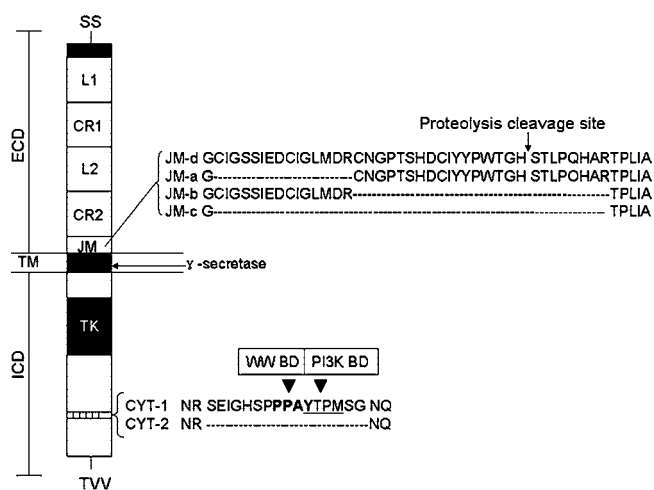 SS
L1
CR1
L2
CR2
JM
TM
TK
ECD
ICD
TVV
Proteolysis cleavage site
JM-d GCIGSSIEDCIGLMDRCNGPTSHDCIYYPWTGH STLPQHARTPLIA
JM-a G---------------CNGPTSHDCIYYPWTGH STLPQHARTPLIA
JM-b GCIGSSIEDCIGLMDR---------------------------TPLIA
JM-c G------------------------------------------TPLIA
γ-secretase
WW BD PI3K BD
CYT-1 NR SEIGHSPPPAYTPMSG NQ
CYT-2 NR ----------------NQ